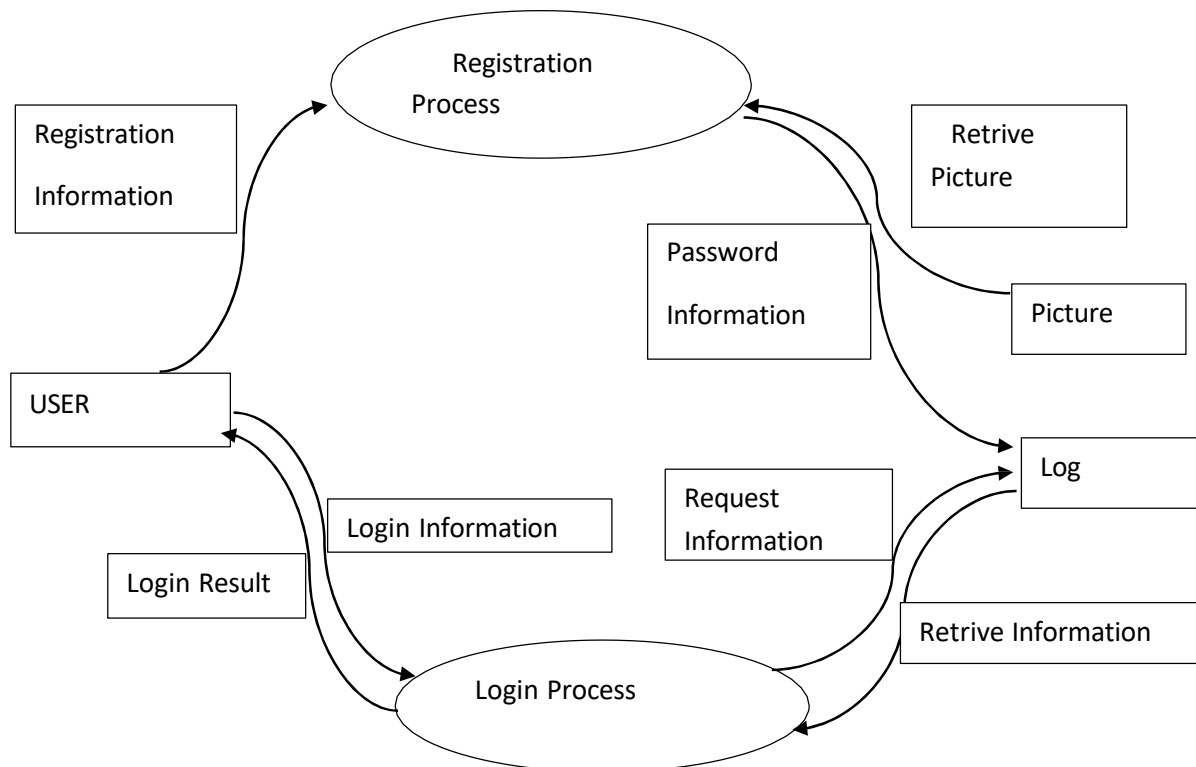 Registration
Process
Registration
Information
Retrive
Picture
Password
Information
Picture
USER
Log
Request
Information
Login Information
Login Result
Retrive Information
Login Process